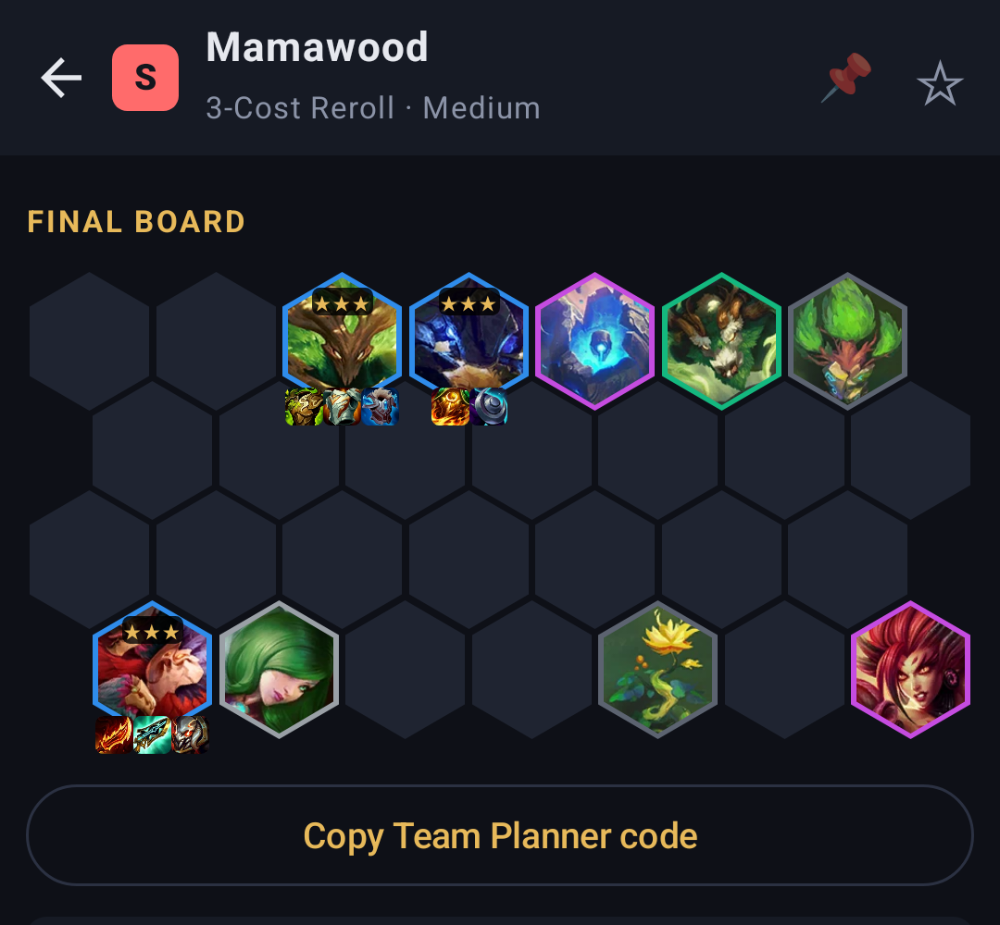 S
Mamawood
3-Cost Reroll · Medium
FINAL BOARD
Copy Team Planner code